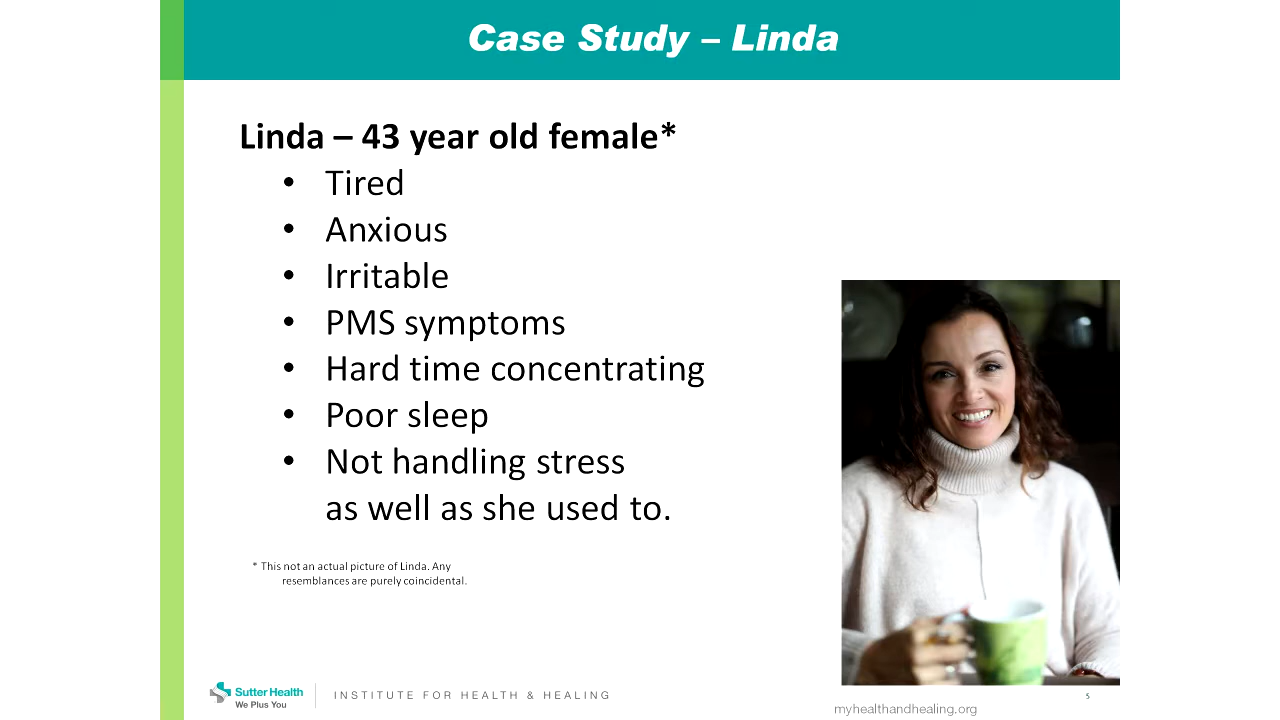 Case Study – Linda
Linda – 43 year old female*
• Tired
• Anxious
• Irritable
• PMS symptoms
• Hard time concentrating
• Poor sleep
• Not handling stress
as well as she used to.
* This not an actual picture of Linda. Any
resemblances are purely coincidental.
Sutter Health
We Plus You
INSTITUTE FOR HEALTH & HEALING
5
myhealthandhealing.org